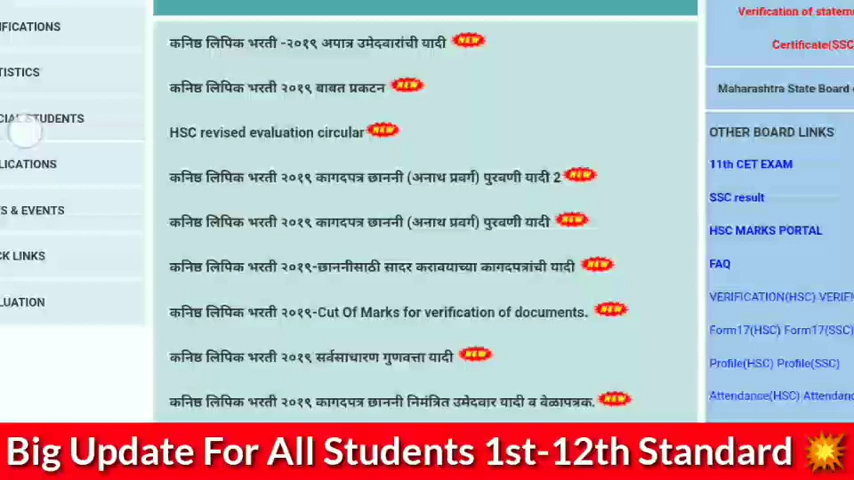 IFICATIONS
TISTICS
CIAL STUDENTS
LICATIONS
S & EVENTS
CK LINKS
LUATION
कनिष्ठ लिपिक भरती -२०१९ अपात्र उमेदवारांची यादी NEW
कनिष्ठ लिपिक भरती २०१९ बाबत प्रकटन NEW
HSC revised evaluation circular NEW
कनिष्ठ लिपिक भरती २०१९ कागदपत्र छाननी (अनाथ प्रवर्ग) पुरवणी यादी 2 NEW
कनिष्ठ लिपिक भरती २०१९ कागदपत्र छाननी (अनाथ प्रवर्ग) पुरवणी यादी NEW
कनिष्ठ लिपिक भरती २०१९-छाननीसाठी सादर करावयाच्या कागदपत्रांची यादी NEW
कनिष्ठ लिपिक भरती २०१९-Cut Of Marks for verification of documents. NEW
कनिष्ठ लिपिक भरती २०१९ सर्वसाधारण गुणवत्ता यादी NEW
कनिष्ठ लिपिक भरती २०१९ कागदपत्र छाननी निमंत्रित उमेदवार यादी व वेळापत्रक. NEW
Verification of statem
Certificate(SSC
Maharashtra State Board
OTHER BOARD LINKS
11th CET EXAM
SSC result
HSC MARKS PORTAL
FAQ
VERIFICATION(HSC) VERIF
Form17(HSC) Form17(SSC)
Profile(HSC) Profile(SSC)
Attendance(HSC) Attendan
Big Update For All Students 1st-12th Standard